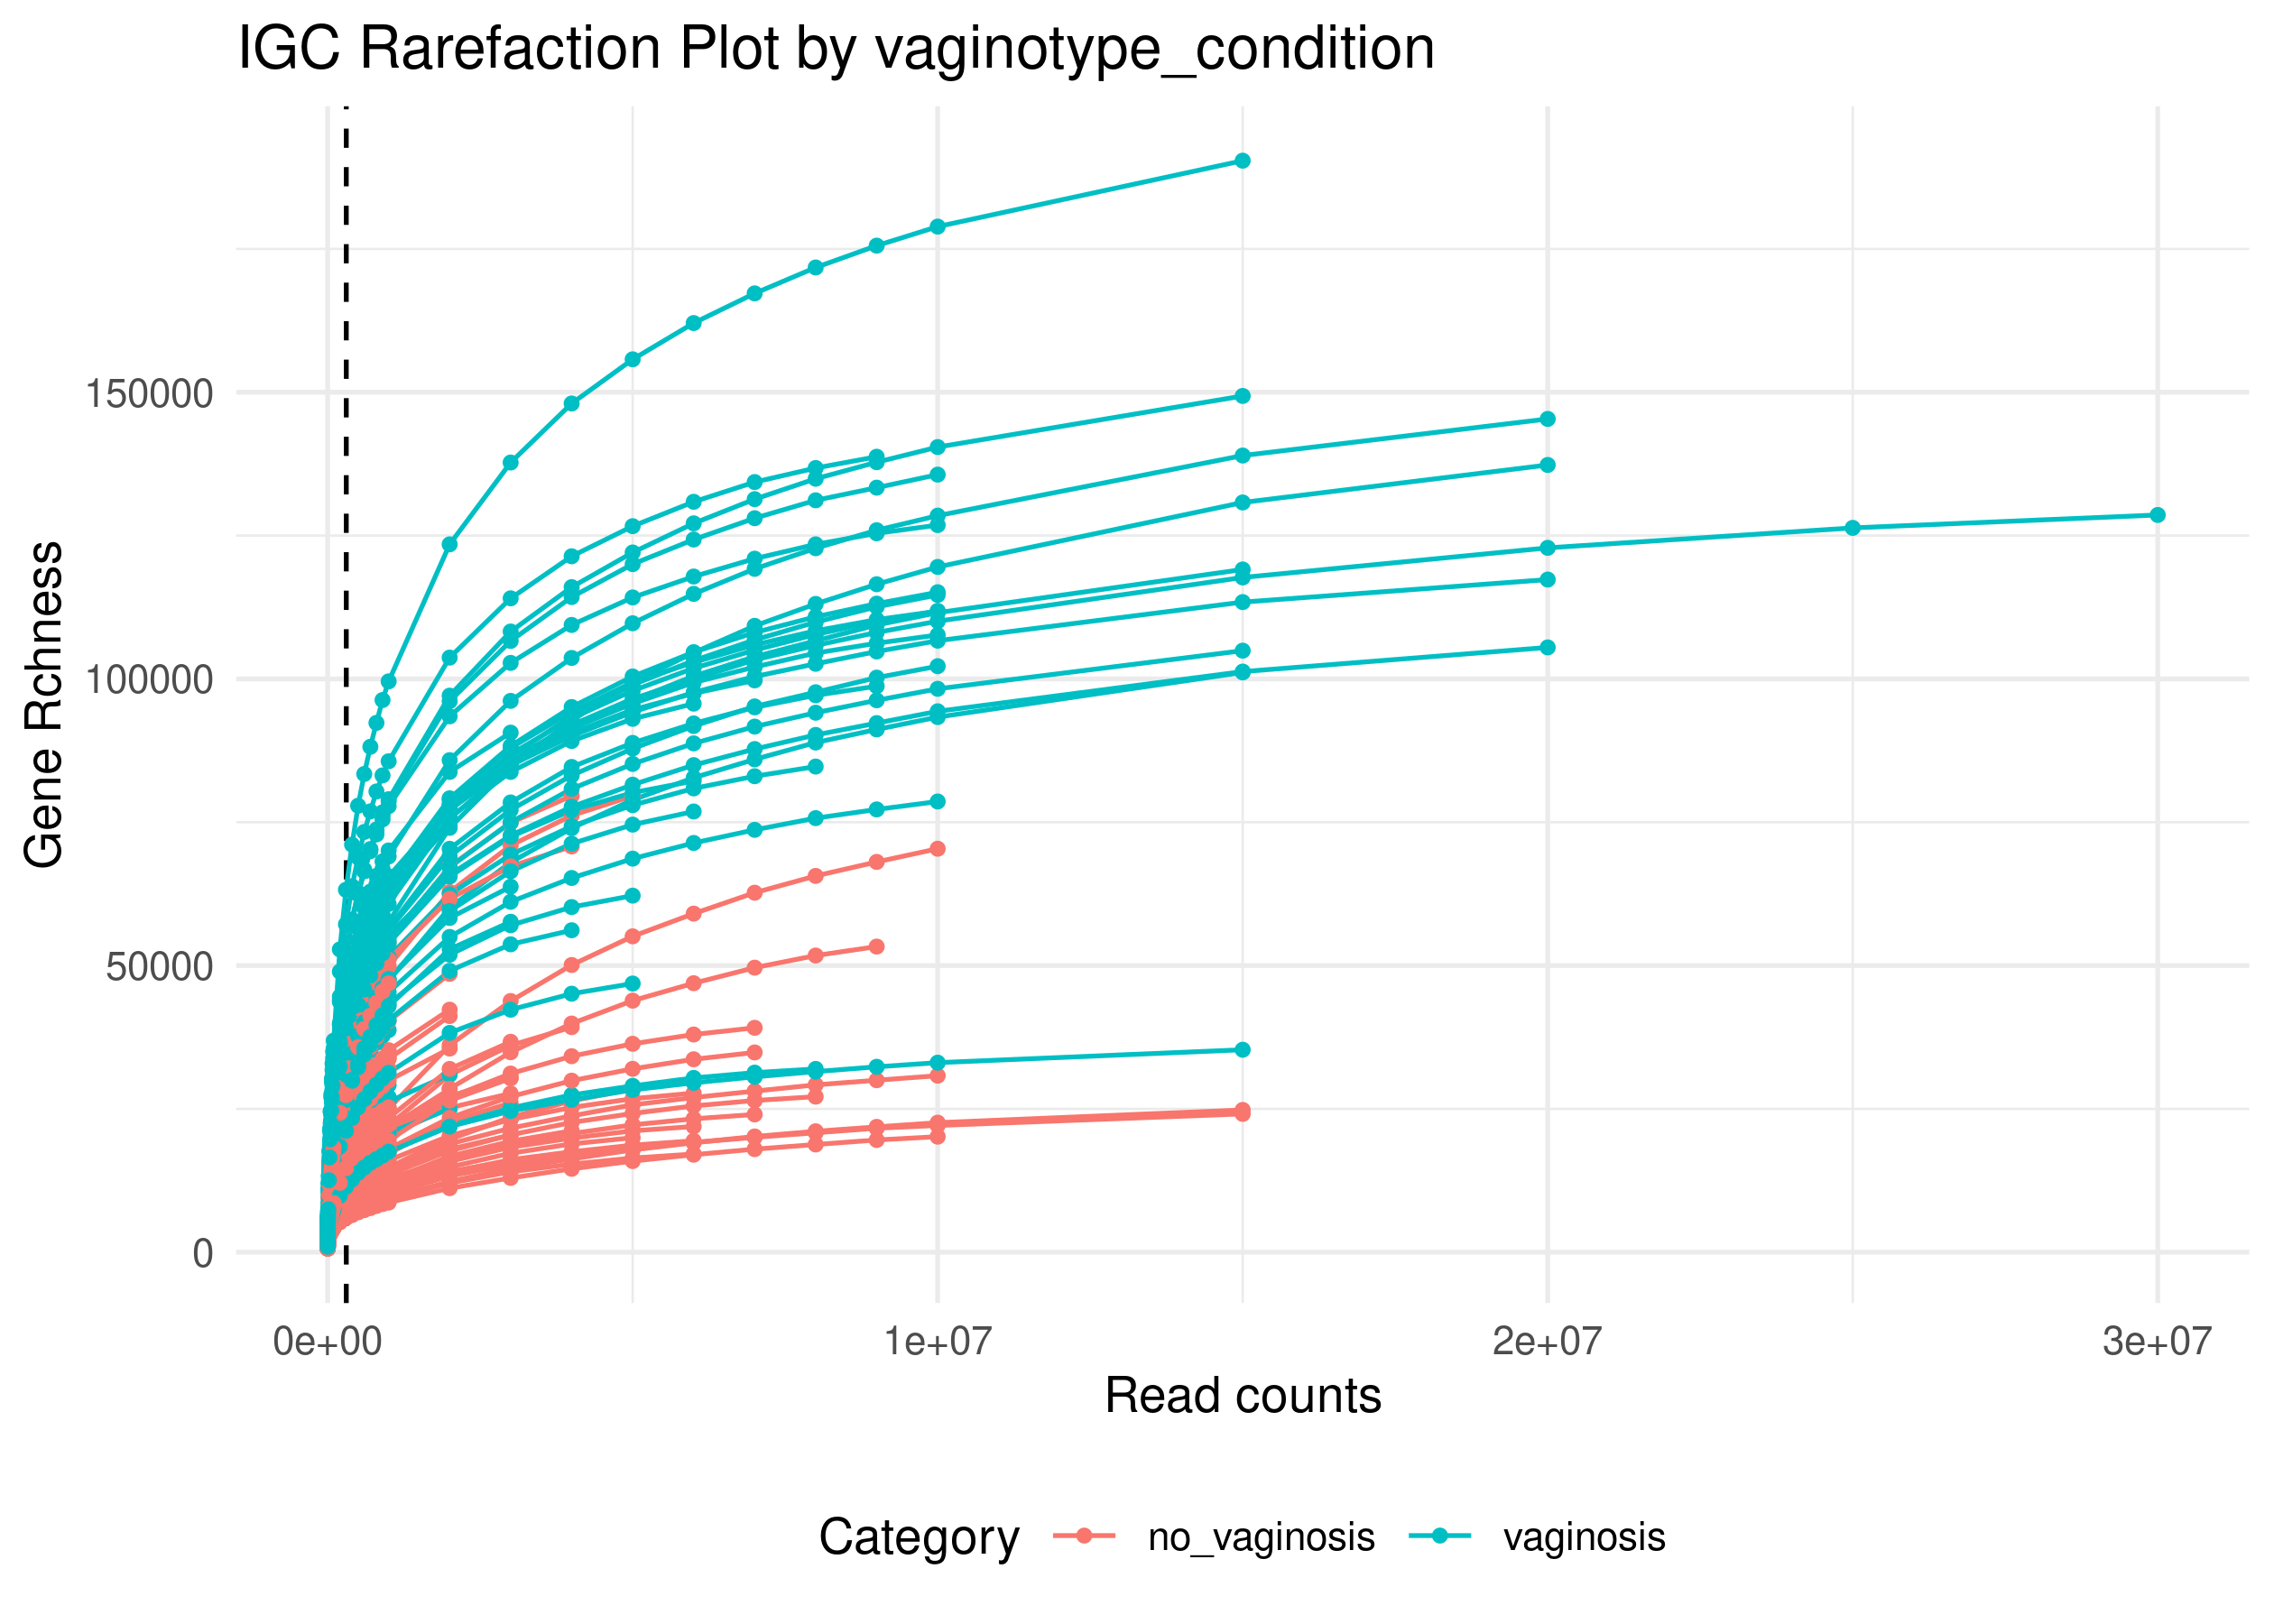 IGC Rarefaction Plot by vaginotype_condition
Gene Rchness
150000
100000
50000
0
0e+00 1e+07 2e+07 3e+07
Read counts
Category no_vaginosis vaginosis